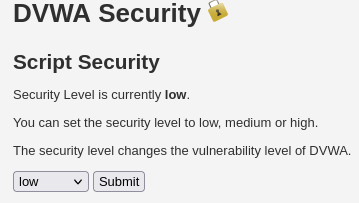 DVWA Security
Script Security
Security Level is currently low.
You can set the security level to low, medium or high.
The security level changes the vulnerability level of DVWA.
low Submit